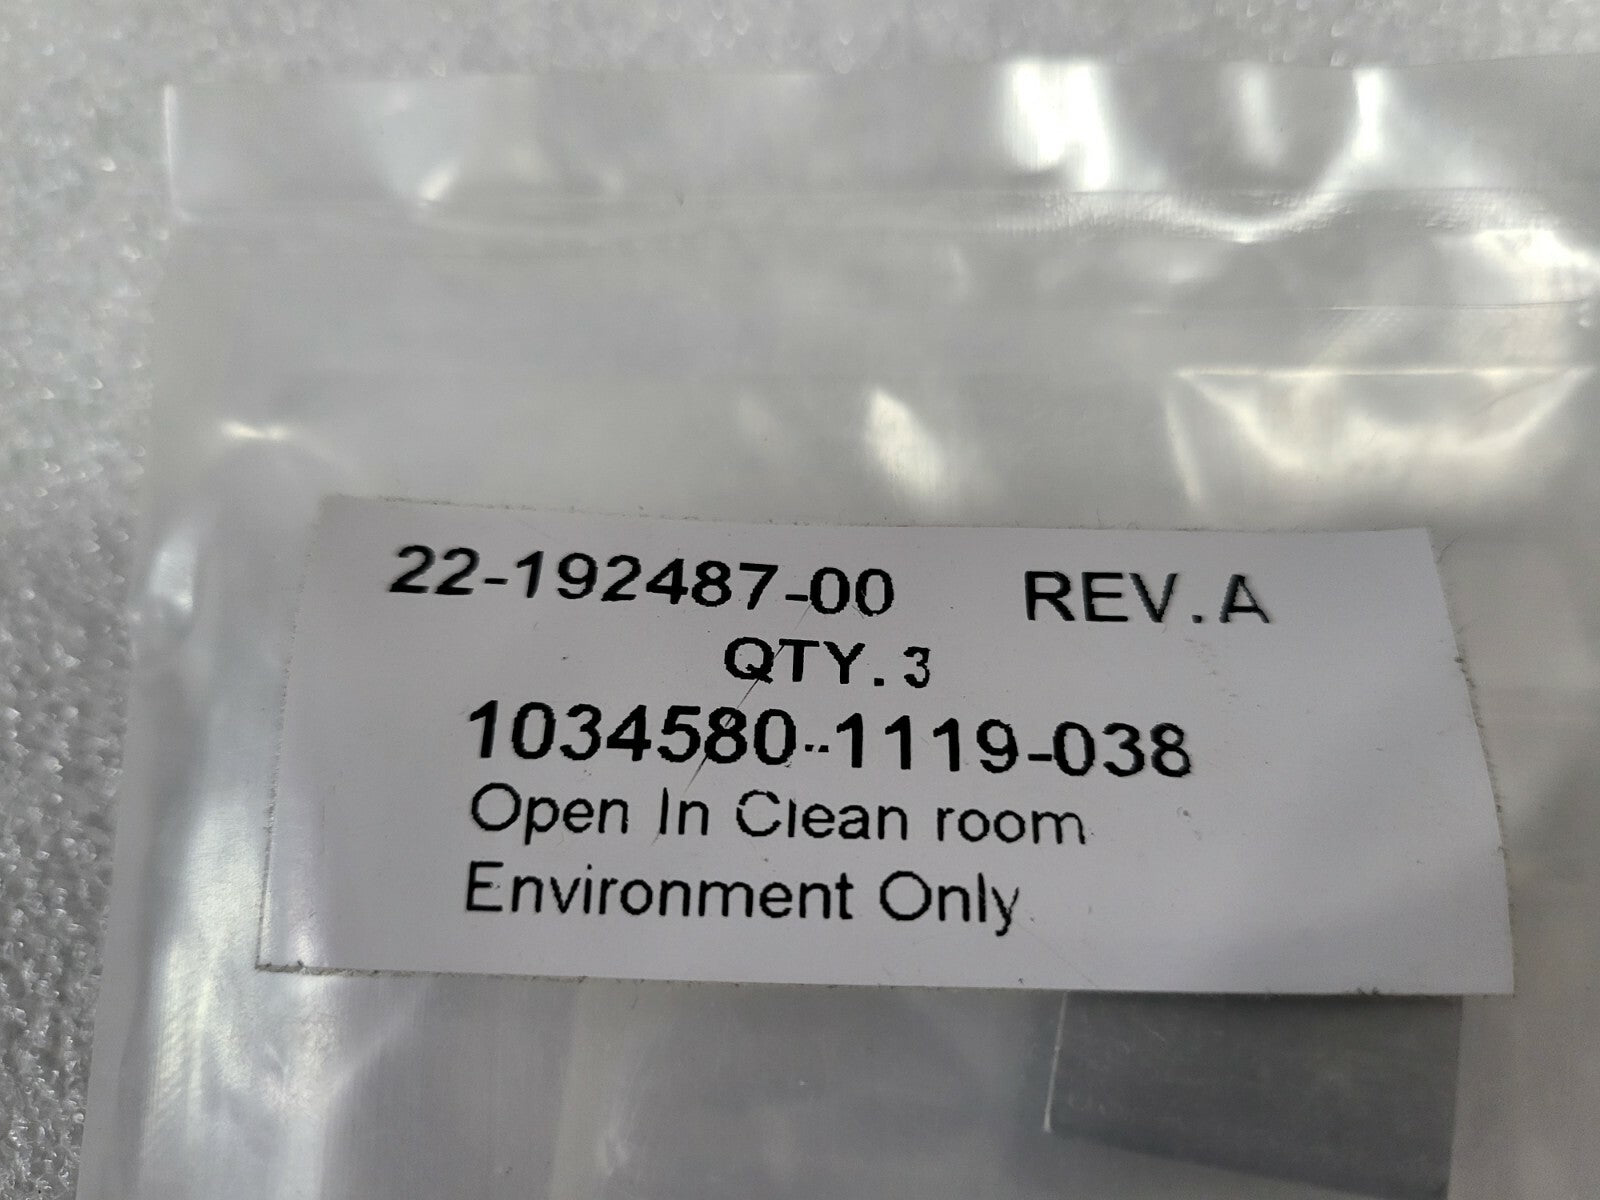 22-192487-00 REV.A
QTY.3
1034580-1119-038
Open In Clean room
Environment Only